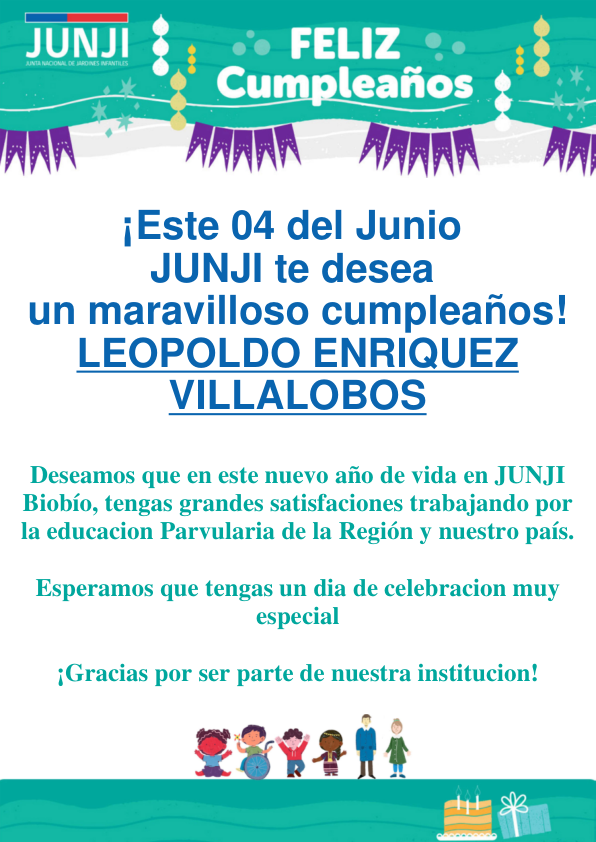 JUNJI
JUNTA NACIONAL DE JARDINES INFANTILES
FELIZ
Cumpleaños
¡Este 04 del Junio
JUNJI te desea
un maravilloso cumpleaños!
LEOPOLDO ENRIQUEZ
VILLALOBOS
Deseamos que en este nuevo año de vida en JUNJI
Biobío, tengas grandes satisfaciones trabajando por
la educacion Parvularia de la Región y nuestro país.
Esperamos que tengas un dia de celebracion muy
especial
¡Gracias por ser parte de nuestra institucion!